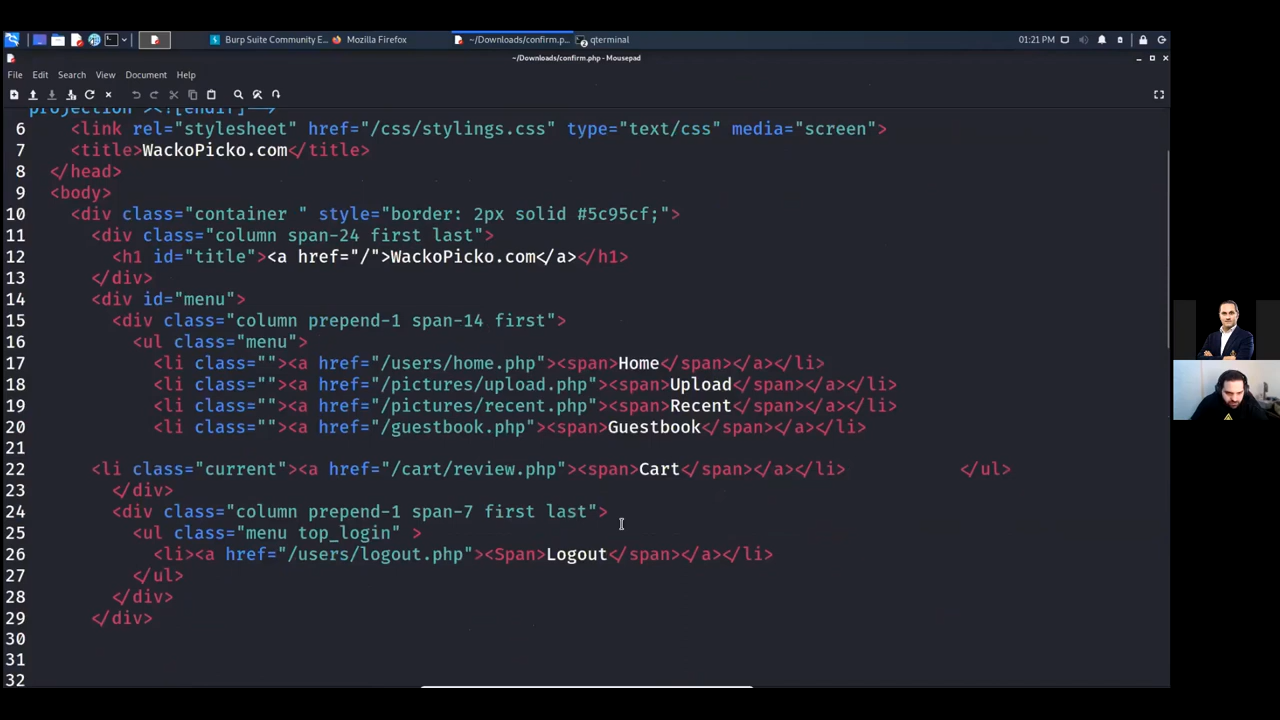 Burp Suite Community E...
Mozilla Firefox
~/Downloads/confirm.p...
qterminal
01:21 PM
~/Downloads/confirm.php - Mousepad
File Edit Search View Document Help
projection"><![endif]-->
6 <link rel="stylesheet" href="/css/stylings.css" type="text/css" media="screen">
7 <title>WackoPicko.com</title>
8 </head>
9 <body>
10 <div class="container " style="border: 2px solid #5c95cf;">
11 <div class="column span-24 first last">
12 <h1 id="title"><a href="/">WackoPicko.com</a></h1>
13 </div>
14 <div id="menu">
15 <div class="column prepend-1 span-14 first">
16 <ul class="menu">
17 <li class=""><a href="/users/home.php"><span>Home</span></a></li>
18 <li class=""><a href="/pictures/upload.php"><span>Upload</span></a></li>
19 <li class=""><a href="/pictures/recent.php"><span>Recent</span></a></li>
20 <li class=""><a href="/guestbook.php"><span>Guestbook</span></a></li>
21
22 <li class="current"><a href="/cart/review.php"><span>Cart</span></a></li> </ul>
23 </div>
24 <div class="column prepend-1 span-7 first last">
25 <ul class="menu top_login" >
26 <li><a href="/users/logout.php"><Span>Logout</span></a></li>
27 </ul>
28 </div>
29 </div>
30
31
32